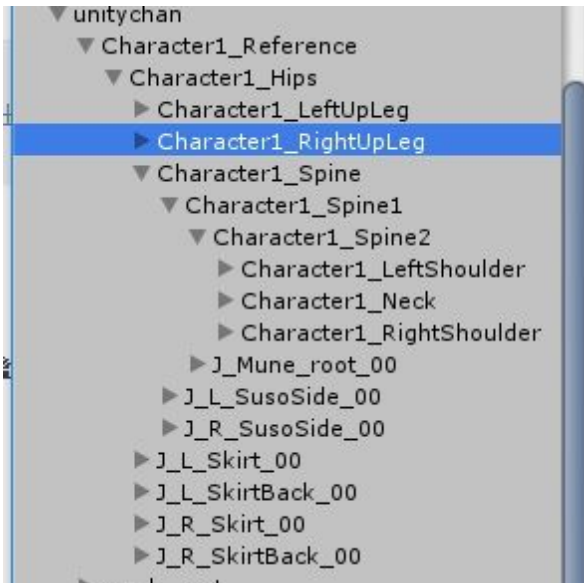 unitychan
Character1_Reference
Character1_Hips
Character1_LeftUpLeg
Character1_RightUpLeg
Character1_Spine
Character1_Spine1
Character1_Spine2
Character1_LeftShoulder
Character1_Neck
Character1_RightShoulder
J_Mune_root_00
J_L_SusoSide_00
J_R_SusoSide_00
J_L_Skirt_00
J_L_SkirtBack_00
J_R_Skirt_00
J_R_SkirtBack_00